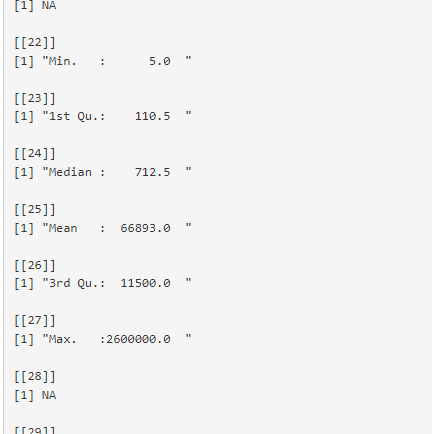 [1] NA
[[22]]
[1] "Min.   :      5.0  "
[[23]]
[1] "1st Qu.:    110.5  "
[[24]]
[1] "Median :    712.5  "
[[25]]
[1] "Mean   :  66893.0  "
[[26]]
[1] "3rd Qu.:  11500.0  "
[[27]]
[1] "Max.   :2600000.0  "
[[28]]
[1] NA
[[29]]